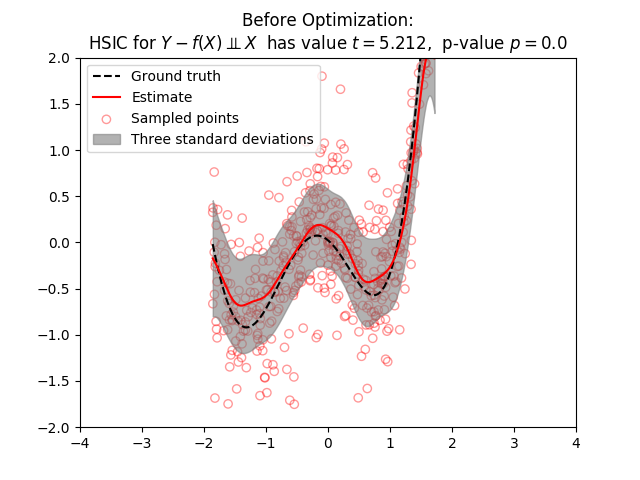 Before Optimization:
HSIC for Y − f(X) ⫫ X has value t = 5.212, p-value p = 0.0
Ground truth
Estimate
Sampled points
Three standard deviations
2.0
1.5
1.0
0.5
0.0
−0.5
−1.0
−1.5
−2.0
−4 −3 −2 −1 0 1 2 3 4